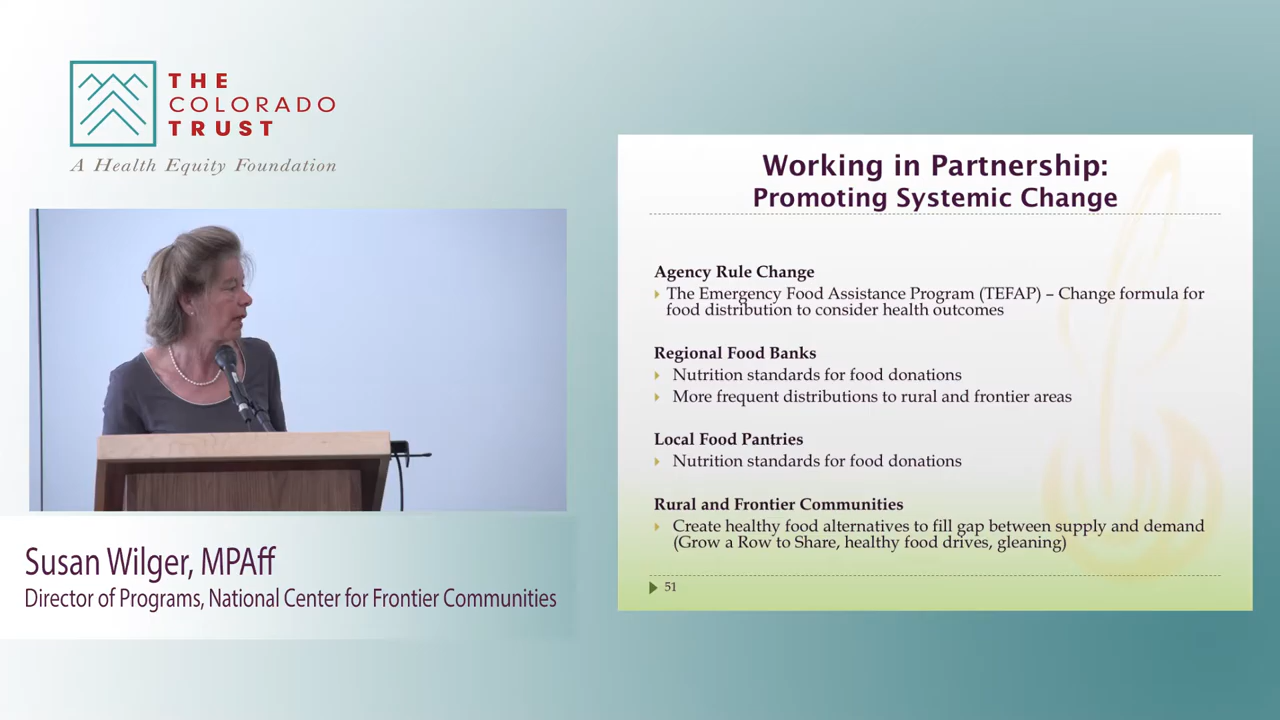 THE
COLORADO
TRUST
A Health Equity Foundation
Susan Wilger, MPAff
Director of Programs, National Center for Frontier Communities
Working in Partnership:
Promoting Systemic Change
Agency Rule Change
The Emergency Food Assistance Program (TEFAP) – Change formula for
food distribution to consider health outcomes
Regional Food Banks
Nutrition standards for food donations
More frequent distributions to rural and frontier areas
Local Food Pantries
Nutrition standards for food donations
Rural and Frontier Communities
Create healthy food alternatives to fill gap between supply and demand
(Grow a Row to Share, healthy food drives, gleaning)
51